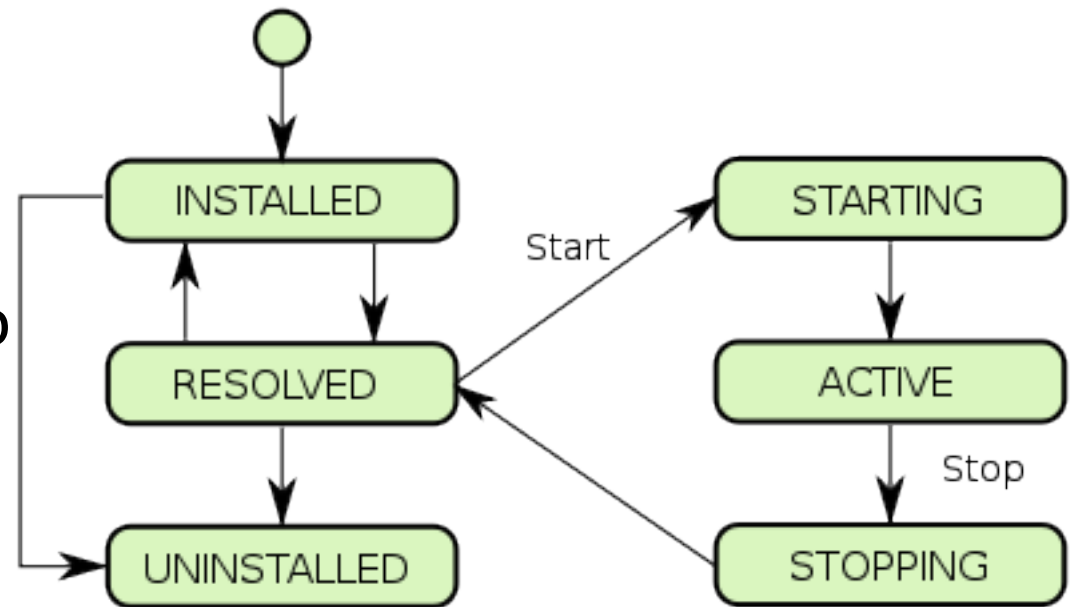 INSTALLED
STARTING
Start
RESOLVED
ACTIVE
Stop
UNINSTALLED
STOPPING